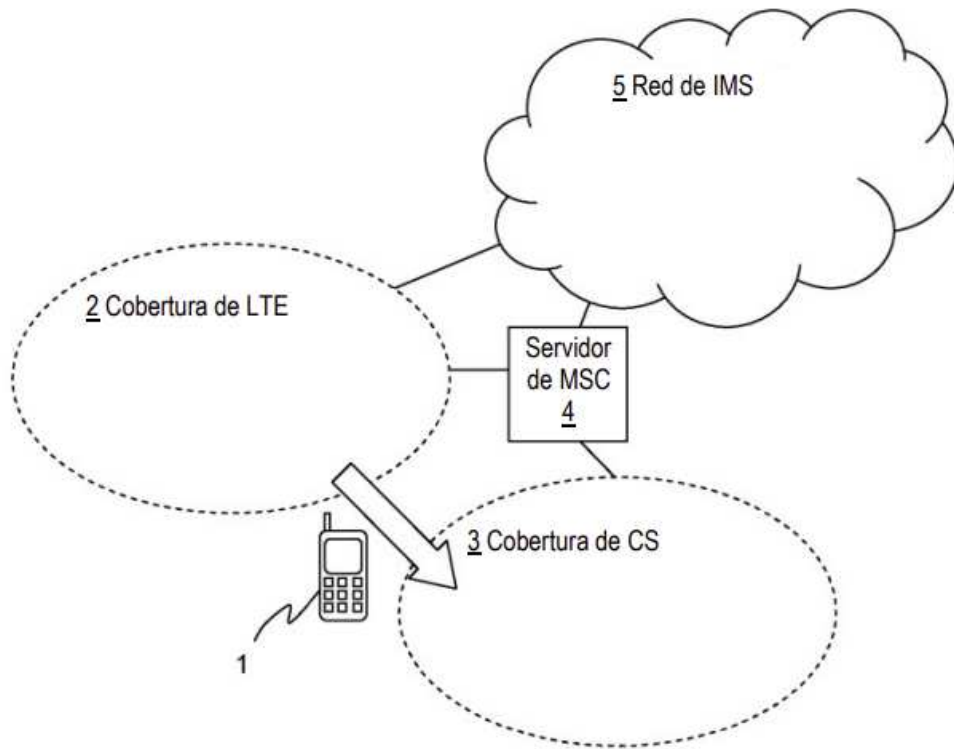 5 Red de IMS
2 Cobertura de LTE
Servidor
de MSC
4
3 Cobertura de CS
1